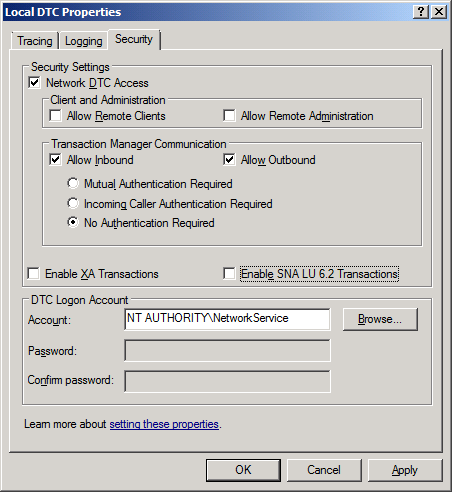 Local DTC Properties
Tracing Logging Security
Security Settings
Network DTC Access
Client and Administration
Allow Remote Clients Allow Remote Administration
Transaction Manager Communication
Allow Inbound Allow Outbound
Mutual Authentication Required
Incoming Caller Authentication Required
No Authentication Required
Enable XA Transactions Enable SNA LU 6.2 Transactions
DTC Logon Account
Account: NT AUTHORITY\NetworkService Browse...
Password:
Confirm password:
Learn more about setting these properties.
OK Cancel Apply